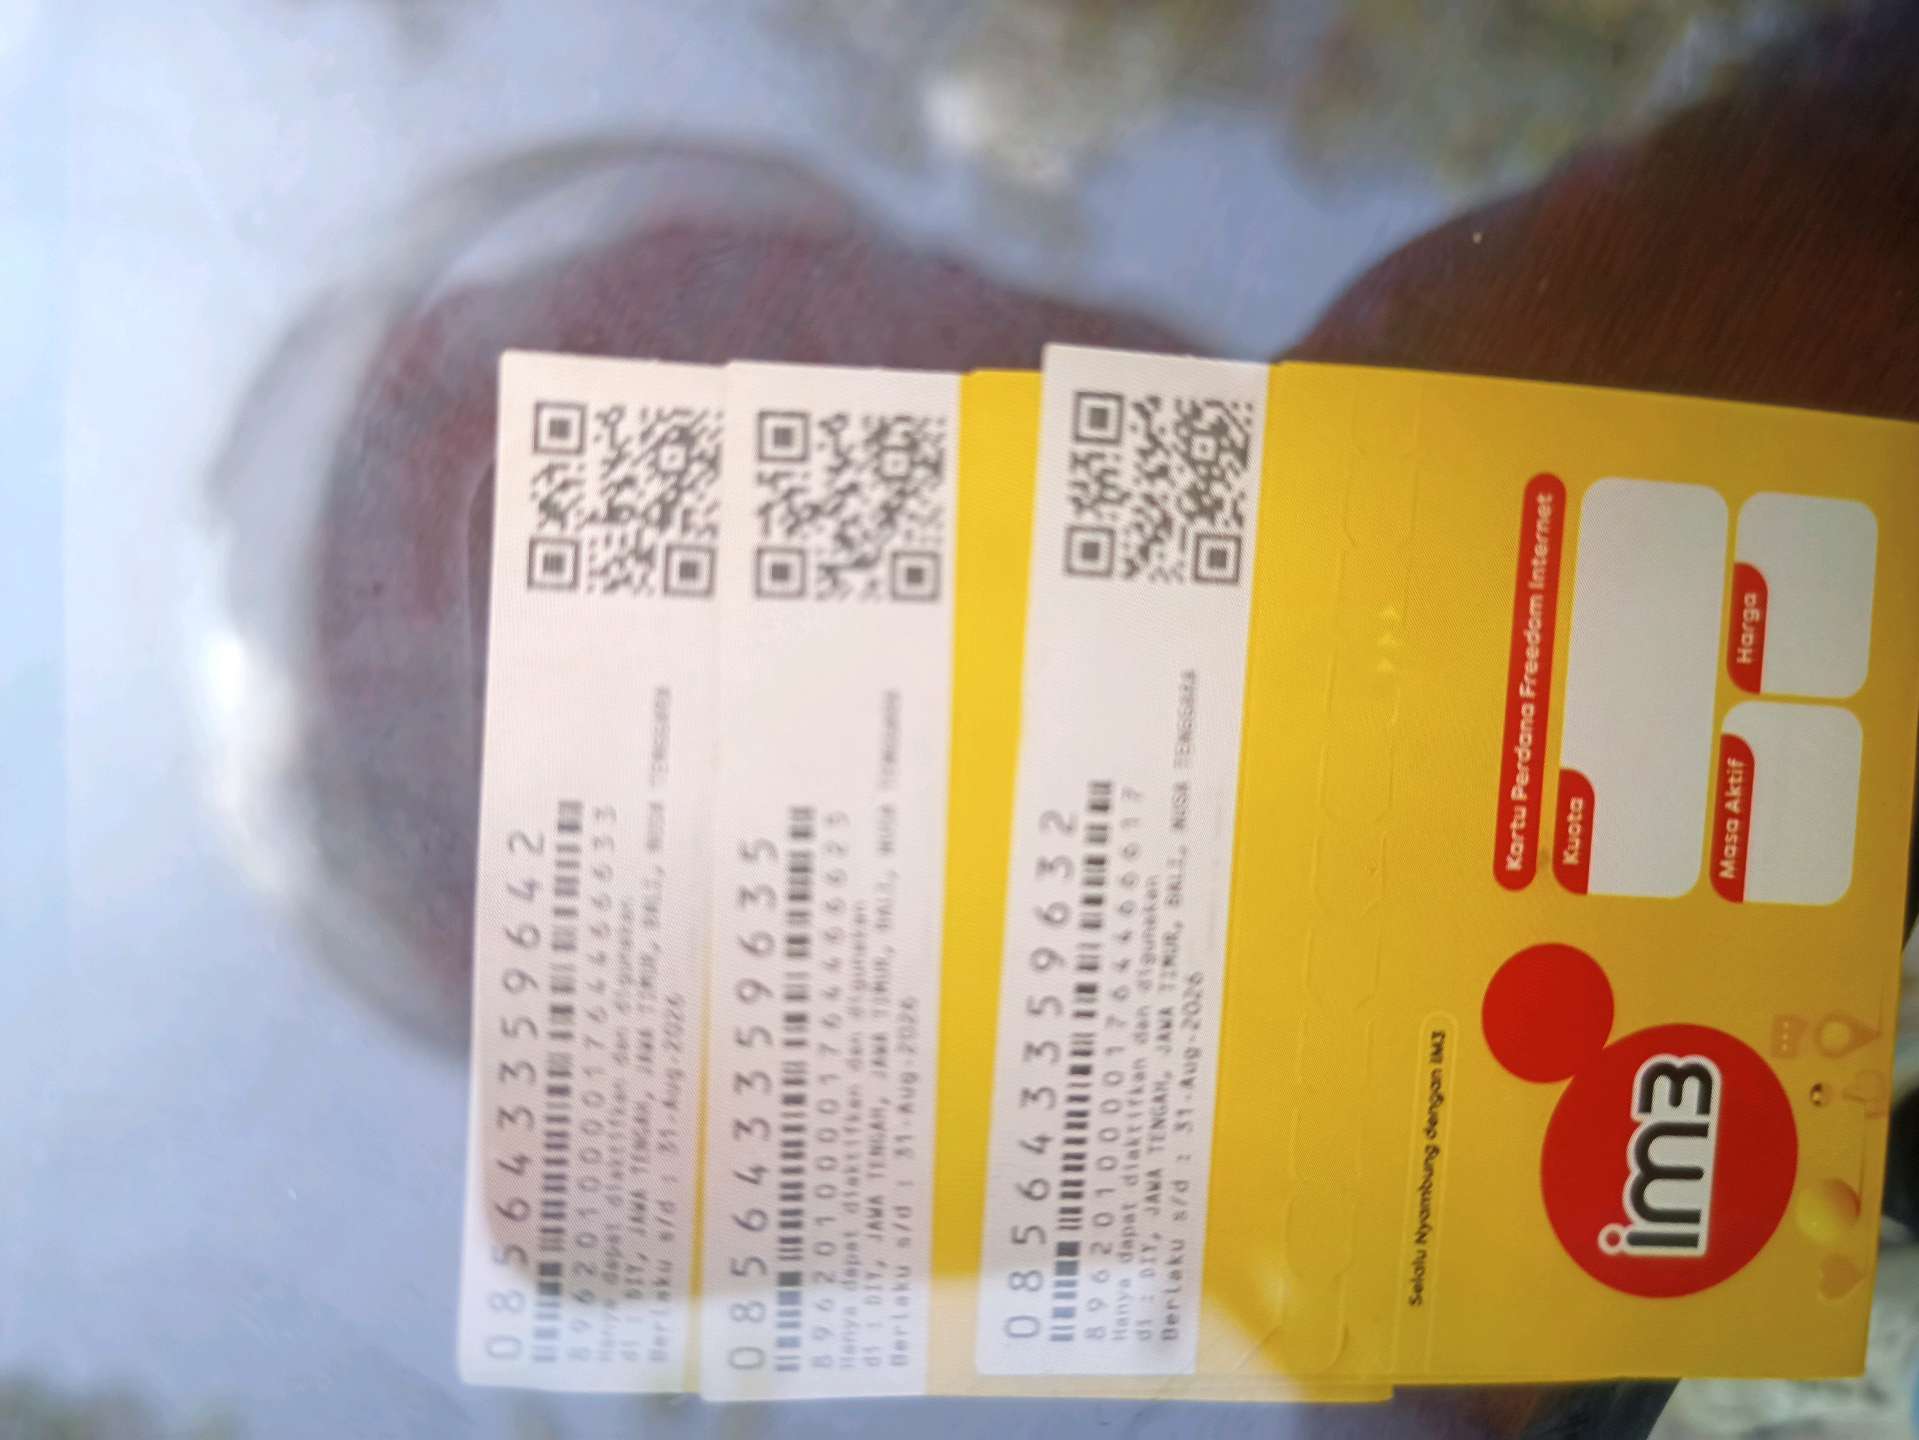 085643359642
8962010001764446 6633
Hanya dapat diaktifkan dan digunakan
di : DIY, JAWA TENGAH, JAWA TIMUR, BALI, NUSA TENGGARA
Berlaku s/d : 31-Aug-2026
085643359635
Hanya dapat diaktifkan dan digunakan
di : DIY, JAWA TENGAH, JAWA TIMUR, BALI, NUSA TENGGARA
Berlaku s/d : 31-Aug-2026
085643359632
Hanya dapat diaktifkan dan digunakan
di : DIY, JAWA TENGAH, JAWA TIMUR, BALI, NUSA TENGGARA
Berlaku s/d : 31-Aug-2026
Selalu Nyambung dengan IM3
im3
Kartu Perdana Freedom Internet
Kuota
Masa Aktif
Harga